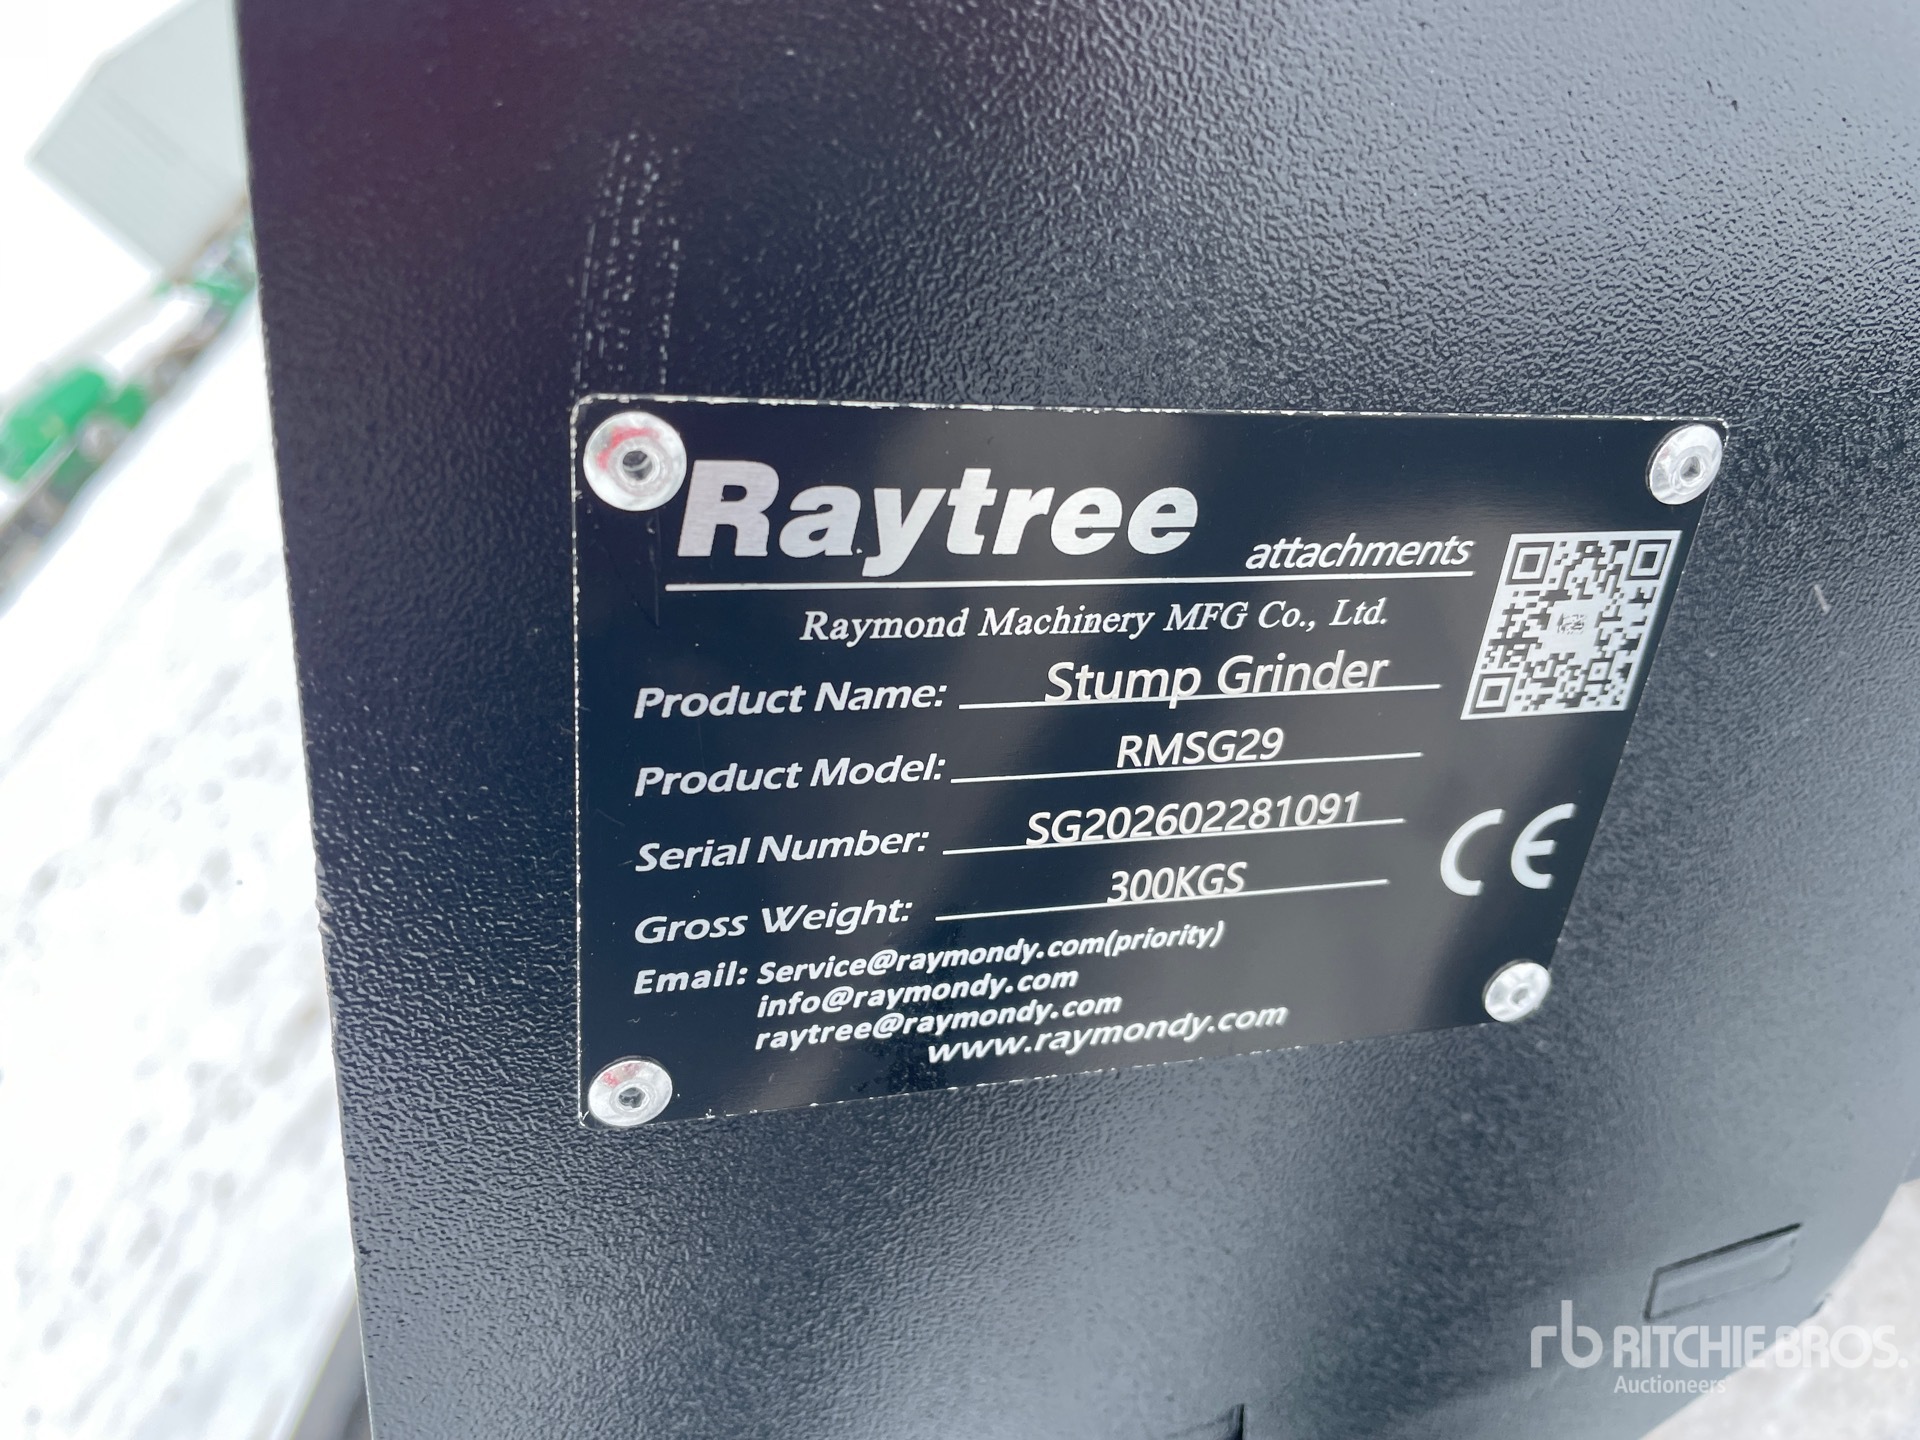 Raytree
attachments
Raymond Machinery MFG Co., Ltd.
Product Name: Stump Grinder
Product Model: RMSG29
Serial Number: SG202602281091
Gross Weight: 300KGS
CE
Email: Service@raymondy.com(priority)
info@raymondy.com
raytree@raymondy.com
www.raymondy.com
rb RITCHIE BROS.
Auctioneers